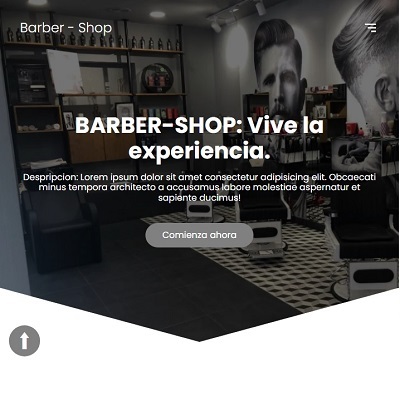 Barber - Shop
BARBER-SHOP: Vive la
experiencia.
Despripcion: Lorem ipsum dolor sit amet consectetur adipisicing elit. Obcaecati
minus tempora architecto a accusamus labore molestiae aspernatur et
sapiente ducimus!
Comienza ahora